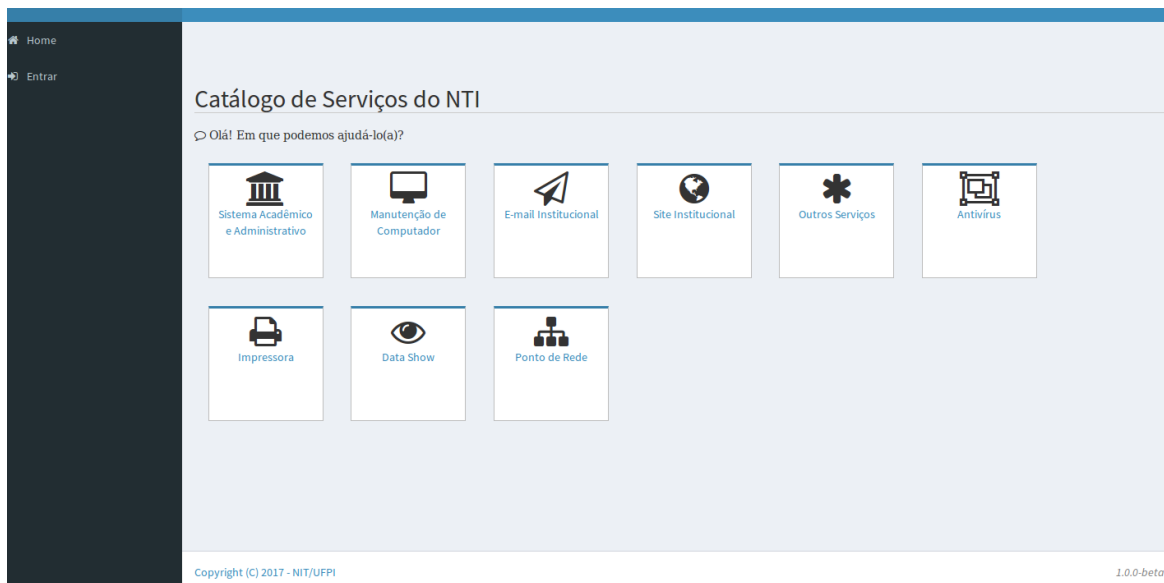 Home
Entrar
Catálogo de Serviços do NTI
Olá! Em que podemos ajudá-lo(a)?
Sistema Acadêmico
e Administrativo
Manutenção de
Computador
E-mail Institucional
Site Institucional
Outros Serviços
Antivírus
Impressora
Data Show
Ponto de Rede
Copyright (C) 2017 - NIT/UFPI
1.0.0-beta